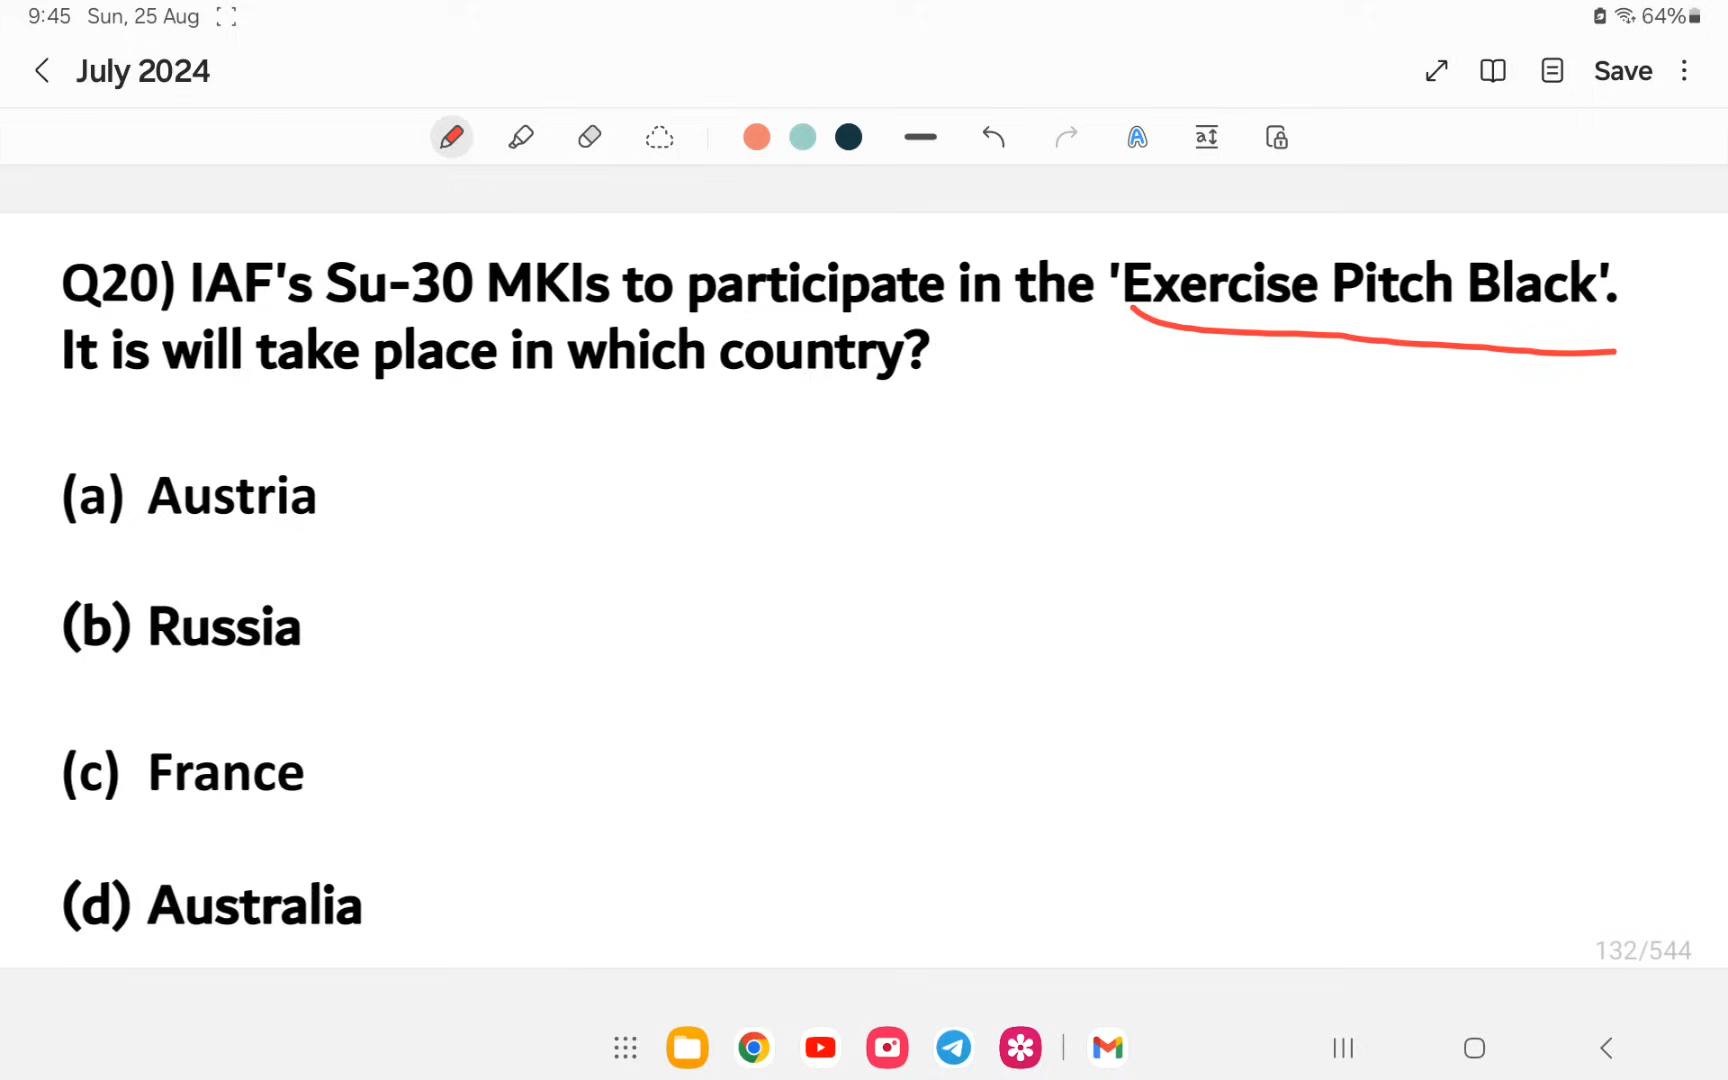 9:45 Sun, 25 Aug 64%
July 2024 Save
Q20) IAF's Su-30 MKIs to participate in the 'Exercise Pitch Black'.
It is will take place in which country?
(a) Austria
(b) Russia
(c) France
(d) Australia
132/544